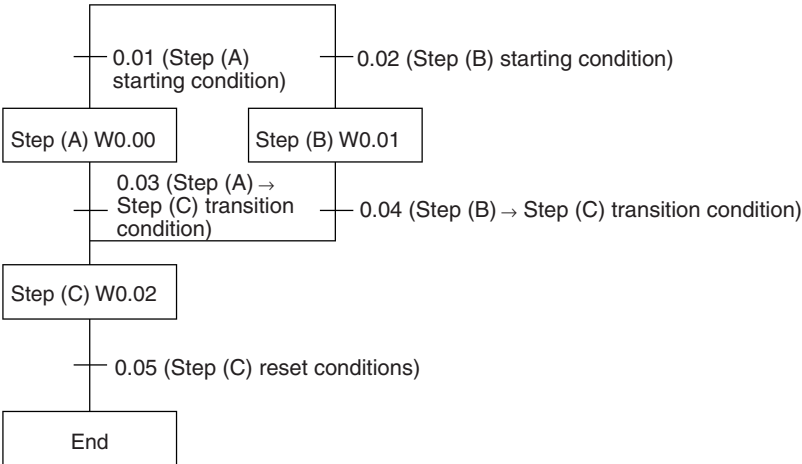 0.01 (Step (A)
starting condition)
0.02 (Step (B) starting condition)
Step (A) W0.00
Step (B) W0.01
0.03 (Step (A) →
Step (C) transition
condition)
0.04 (Step (B) → Step (C) transition condition)
Step (C) W0.02
0.05 (Step (C) reset conditions)
End